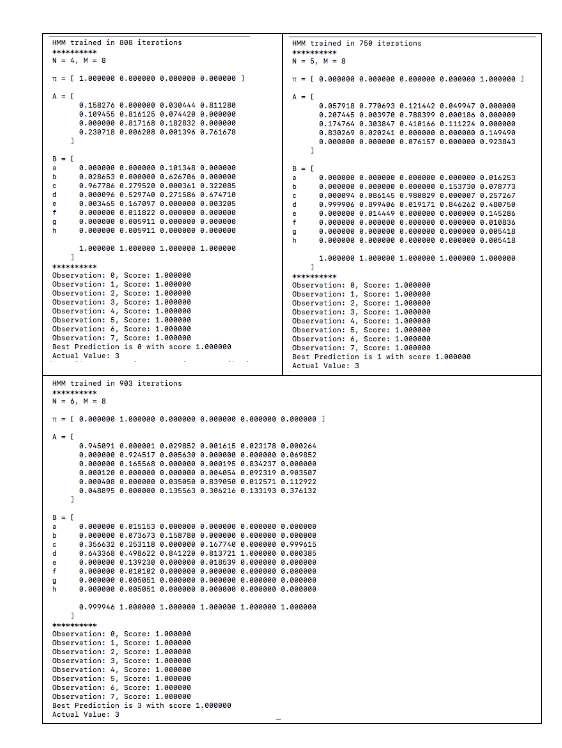 HMM trained in 808 iterations
**********
N = 4, M = 8
π = [ 1.000000 0.000000 0.000000 0.000000 ]
A = [
0.158276 0.000000 0.030444 0.811280
0.109455 0.816125 0.074420 0.000000
0.000000 0.817168 0.182832 0.000000
0.230718 0.006208 0.001396 0.761678
]
B = [
a 0.000000 0.000000 0.101348 0.000000
b 0.028653 0.000000 0.626706 0.000000
c 0.967786 0.279520 0.000361 0.322085
d 0.000096 0.529740 0.271586 0.674710
e 0.003465 0.167097 0.000000 0.003205
f 0.000000 0.011822 0.000000 0.000000
g 0.000000 0.005911 0.000000 0.000000
h 0.000000 0.005911 0.000000 0.000000
1.000000 1.000000 1.000000 1.000000
]
**********
Observation: 0, Score: 1.000000
Observation: 1, Score: 1.000000
Observation: 2, Score: 1.000000
Observation: 3, Score: 1.000000
Observation: 4, Score: 1.000000
Observation: 5, Score: 1.000000
Observation: 6, Score: 1.000000
Observation: 7, Score: 1.000000
Best Prediction is 0 with score 1.000000
Actual Value: 3
HMM trained in 750 iterations
**********
N = 5, M = 8
π = [ 0.000000 0.000000 0.000000 0.000000 1.000000 ]
A = [
0.057918 0.770693 0.121442 0.049947 0.000000
0.207445 0.003970 0.788399 0.000186 0.000000
0.174764 0.303847 0.410166 0.111224 0.000000
0.830269 0.020241 0.000000 0.000000 0.149490
0.000000 0.000000 0.076157 0.000000 0.923843
]
B = [
a 0.000000 0.000000 0.000000 0.000000 0.016253
b 0.000000 0.000000 0.000000 0.153730 0.078773
c 0.000094 0.086145 0.980829 0.000007 0.257267
d 0.999906 0.899406 0.019171 0.846262 0.480750
e 0.000000 0.014449 0.000000 0.000000 0.145286
f 0.000000 0.000000 0.000000 0.000000 0.010836
g 0.000000 0.000000 0.000000 0.000000 0.005418
h 0.000000 0.000000 0.000000 0.000000 0.005418
1.000000 1.000000 1.000000 1.000000 1.000000
]
**********
Observation: 0, Score: 1.000000
Observation: 1, Score: 1.000000
Observation: 2, Score: 1.000000
Observation: 3, Score: 1.000000
Observation: 4, Score: 1.000000
Observation: 5, Score: 1.000000
Observation: 6, Score: 1.000000
Observation: 7, Score: 1.000000
Best Prediction is 1 with score 1.000000
Actual Value: 3
HMM trained in 903 iterations
**********
N = 6, M = 8
π = [ 0.000000 1.000000 0.000000 0.000000 0.000000 0.000000 ]
A = [
0.945091 0.000001 0.029852 0.001615 0.023178 0.000264
0.000000 0.924517 0.005630 0.000000 0.000000 0.069852
0.000000 0.165568 0.000000 0.000195 0.834237 0.000000
0.000120 0.000000 0.000000 0.004054 0.092319 0.903507
0.000408 0.000000 0.035050 0.839050 0.012571 0.112922
0.048895 0.000000 0.135563 0.306216 0.133193 0.376132
]
B = [
a 0.000000 0.015153 0.000000 0.000000 0.000000 0.000000
b 0.000000 0.073673 0.158780 0.000000 0.000000 0.000000
c 0.356632 0.253118 0.000000 0.167740 0.000000 0.999615
d 0.643368 0.498622 0.841220 0.813721 1.000000 0.000385
e 0.000000 0.139230 0.000000 0.018539 0.000000 0.000000
f 0.000000 0.010102 0.000000 0.000000 0.000000 0.000000
g 0.000000 0.005051 0.000000 0.000000 0.000000 0.000000
h 0.000000 0.005051 0.000000 0.000000 0.000000 0.000000
0.999946 1.000000 1.000000 1.000000 1.000000 1.000000
]
**********
Observation: 0, Score: 1.000000
Observation: 1, Score: 1.000000
Observation: 2, Score: 1.000000
Observation: 3, Score: 1.000000
Observation: 4, Score: 1.000000
Observation: 5, Score: 1.000000
Observation: 6, Score: 1.000000
Observation: 7, Score: 1.000000
Best Prediction is 3 with score 1.000000
Actual Value: 3